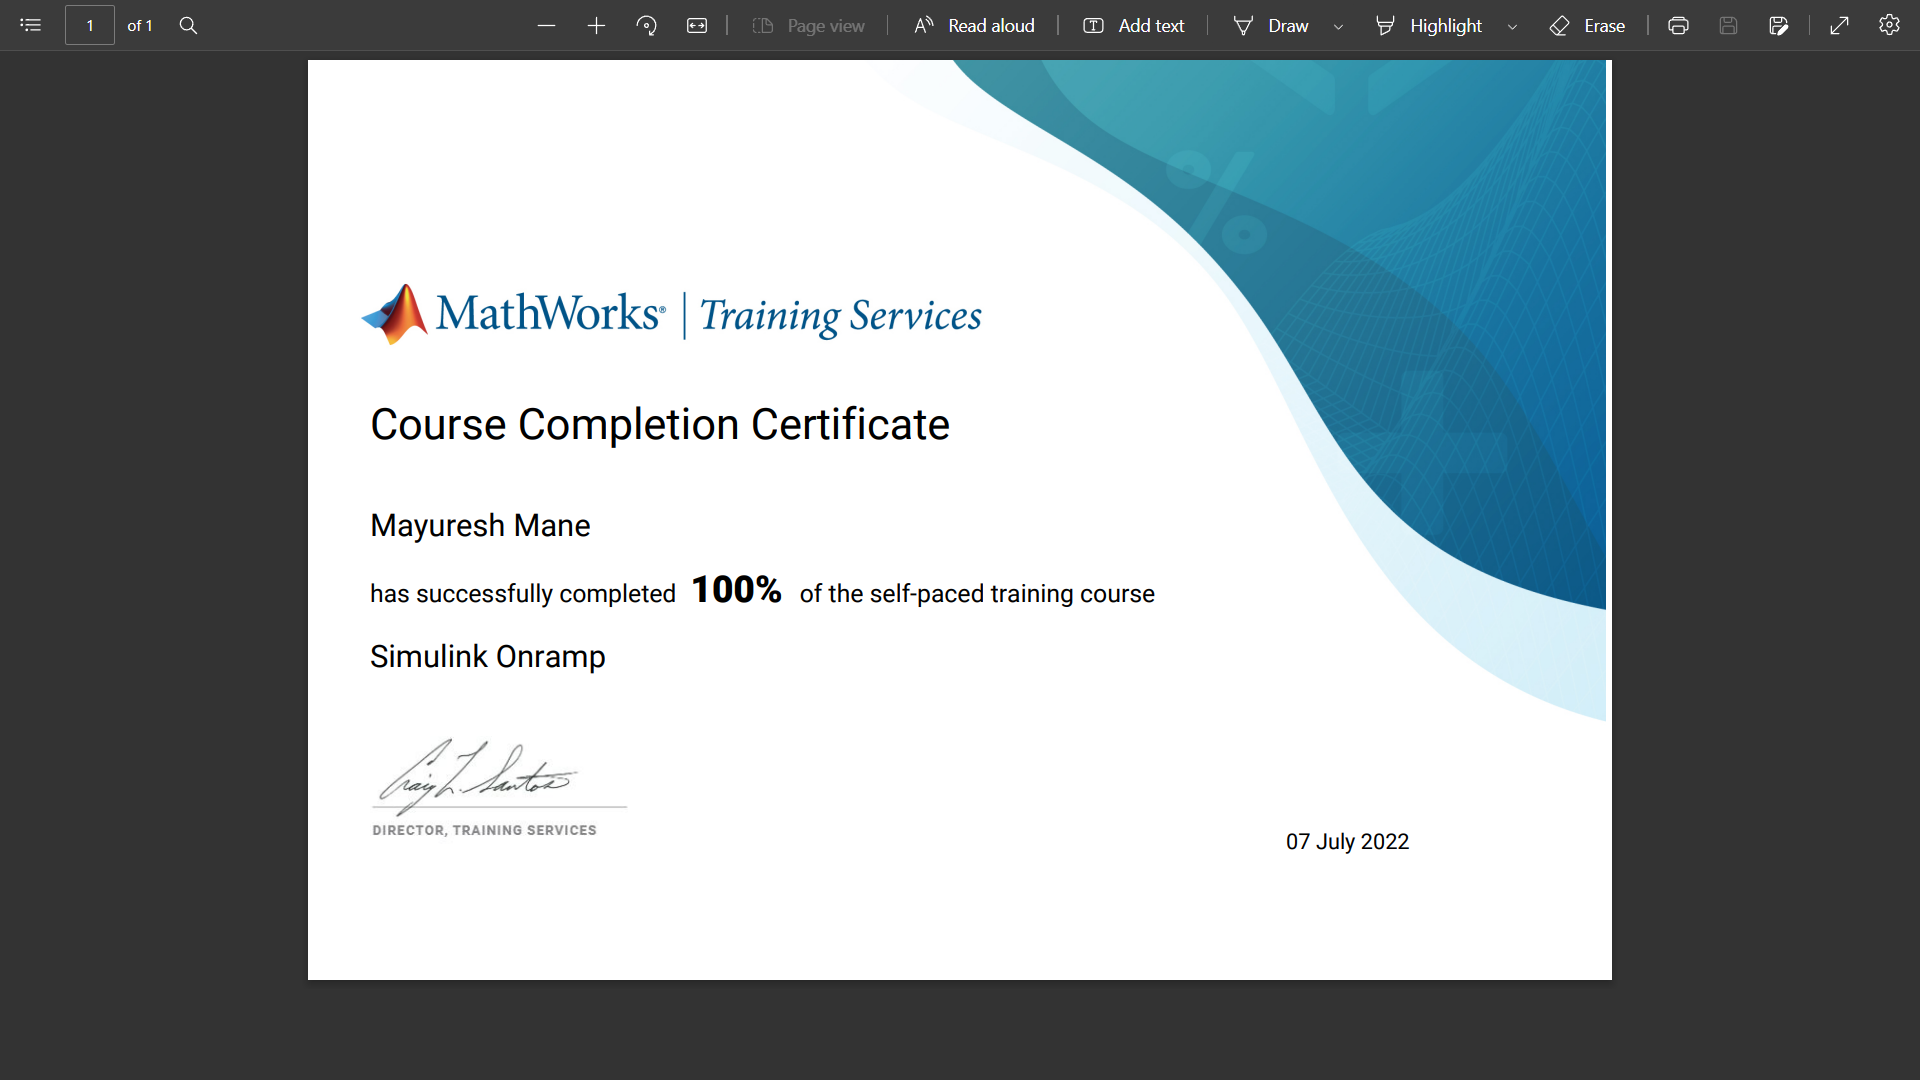 1 of 1 Page view Read aloud Add text Draw Highlight Erase
MathWorks® | Training Services
Course Completion Certificate
Mayuresh Mane
has successfully completed 100% of the self-paced training course
Simulink Onramp
Craig L. Santos
DIRECTOR, TRAINING SERVICES
07 July 2022